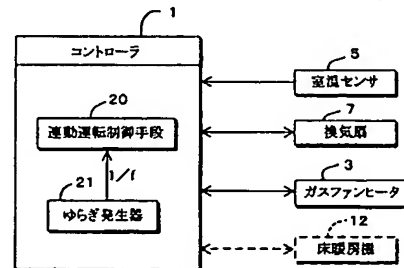 1
コントローラ
5
室温センサ
20
連動運転制御手段
7
換気扇
1/f
3
ガスファンヒータ
21
ゆらぎ発生器
12
床暖房機